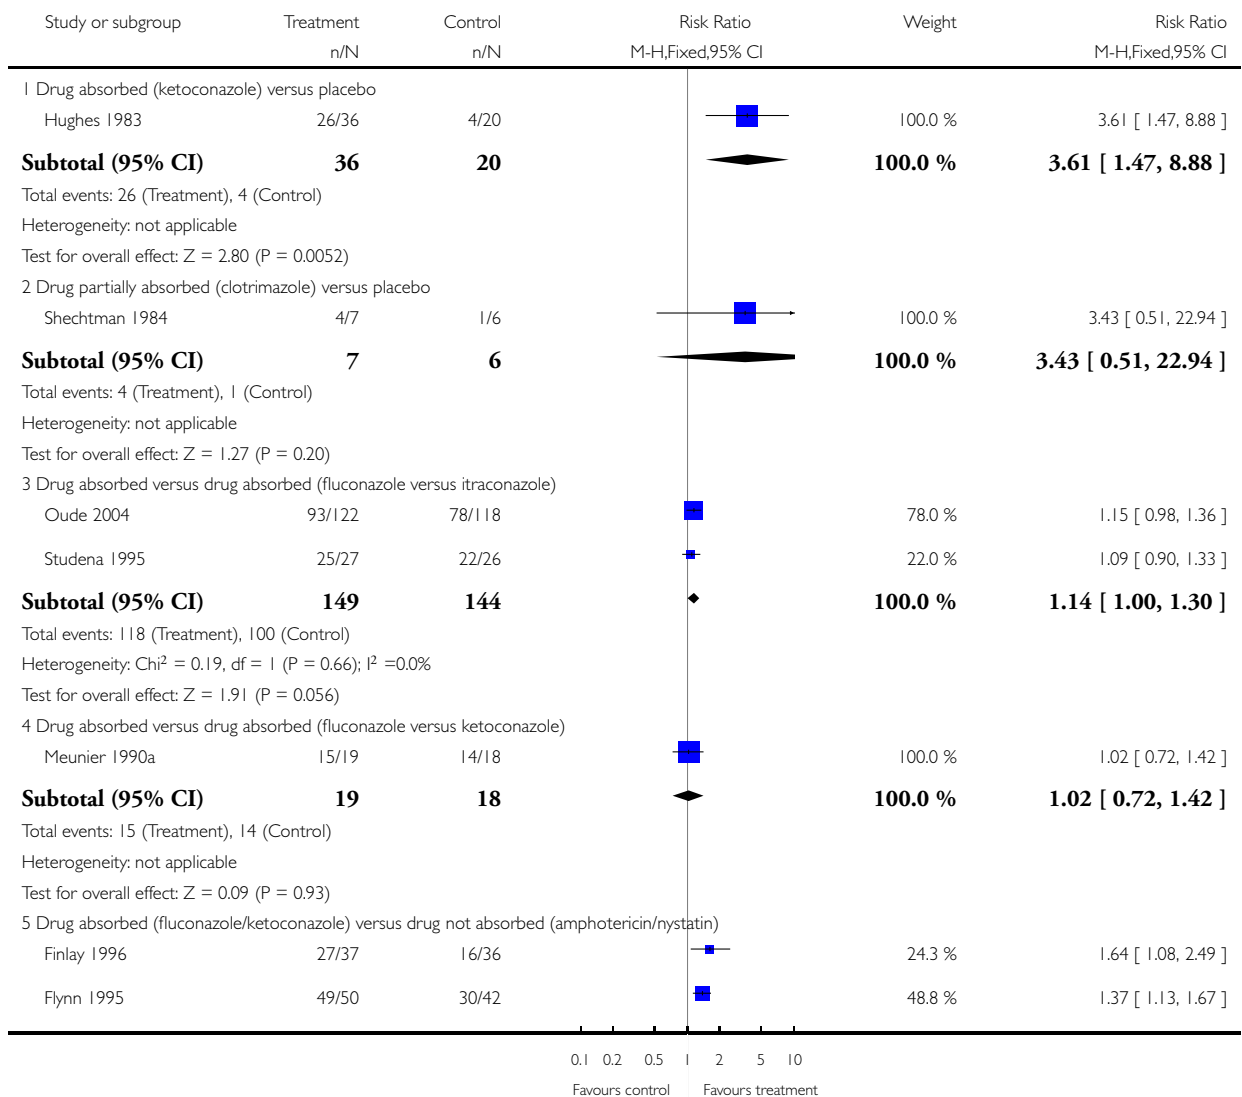 Study or subgroup Treatment Control Risk Ratio Weight Risk Ratio
n/N n/N M-H,Fixed,95% CI M-H,Fixed,95% CI
1 Drug absorbed (ketoconazole) versus placebo
Hughes 1983 26/36 4/20 100.0 % 3.61 [ 1.47, 8.88 ]
Subtotal (95% CI) 36 20 100.0 % 3.61 [ 1.47, 8.88 ]
Total events: 26 (Treatment), 4 (Control)
Heterogeneity: not applicable
Test for overall effect: Z = 2.80 (P = 0.0052)
2 Drug partially absorbed (clotrimazole) versus placebo
Shechtman 1984 4/7 1/6 100.0 % 3.43 [ 0.51, 22.94 ]
Subtotal (95% CI) 7 6 100.0 % 3.43 [ 0.51, 22.94 ]
Total events: 4 (Treatment), 1 (Control)
Heterogeneity: not applicable
Test for overall effect: Z = 1.27 (P = 0.20)
3 Drug absorbed versus drug absorbed (fluconazole versus itraconazole)
Oude 2004 93/122 78/118 78.0 % 1.15 [ 0.98, 1.36 ]
Studena 1995 25/27 22/26 22.0 % 1.09 [ 0.90, 1.33 ]
Subtotal (95% CI) 149 144 100.0 % 1.14 [ 1.00, 1.30 ]
Total events: 118 (Treatment), 100 (Control)
Heterogeneity: Chi² = 0.19, df = 1 (P = 0.66); I² =0.0%
Test for overall effect: Z = 1.91 (P = 0.056)
4 Drug absorbed versus drug absorbed (fluconazole versus ketoconazole)
Meunier 1990a 15/19 14/18 100.0 % 1.02 [ 0.72, 1.42 ]
Subtotal (95% CI) 19 18 100.0 % 1.02 [ 0.72, 1.42 ]
Total events: 15 (Treatment), 14 (Control)
Heterogeneity: not applicable
Test for overall effect: Z = 0.09 (P = 0.93)
5 Drug absorbed (fluconazole/ketoconazole) versus drug not absorbed (amphotericin/nystatin)
Finlay 1996 27/37 16/36 24.3 % 1.64 [ 1.08, 2.49 ]
Flynn 1995 49/50 30/42 48.8 % 1.37 [ 1.13, 1.67 ]
0.1 0.2 0.5 1 2 5 10
Favours control Favours treatment